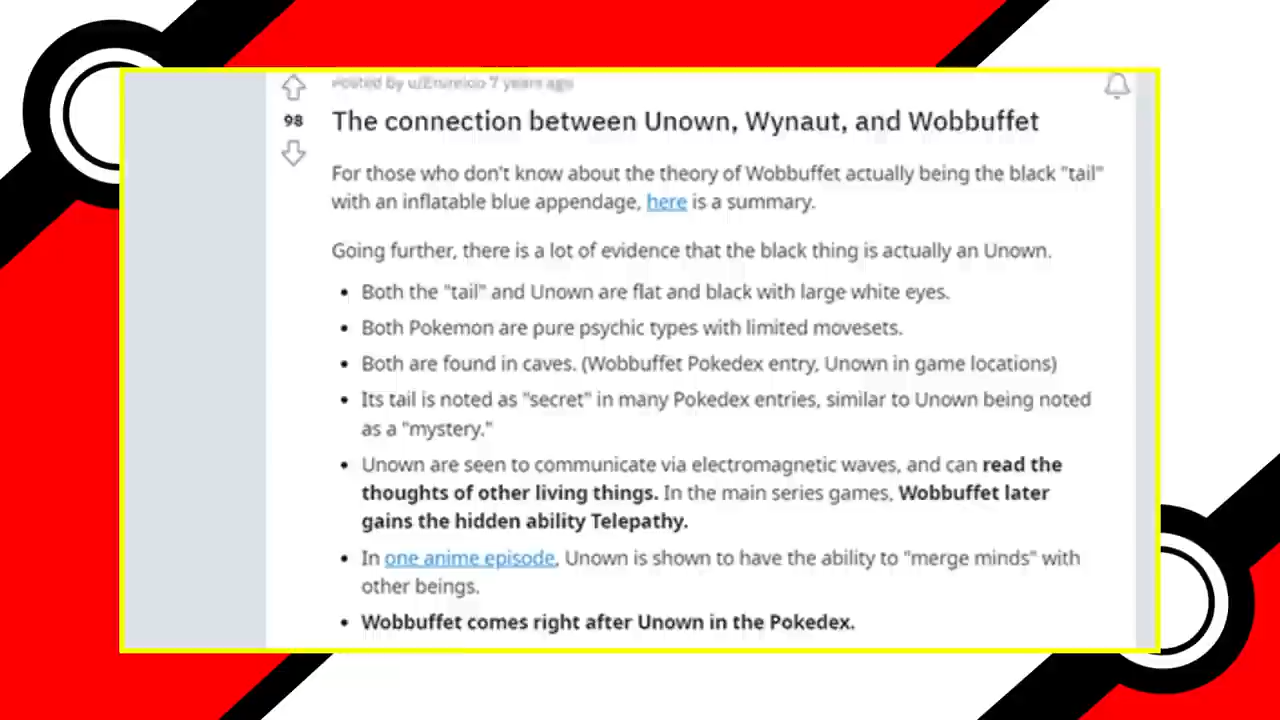 Posted by 7 years ago
98
The connection between Unown, Wynaut, and Wobbuffet
For those who don't know about the theory of Wobbuffet actually being the black "tail"
with an inflatable blue appendage, here is a summary.
Going further, there is a lot of evidence that the black thing is actually an Unown.
• Both the "tail" and Unown are flat and black with large white eyes.
• Both Pokemon are pure psychic types with limited movesets.
• Both are found in caves. (Wobbuffet Pokedex entry, Unown in game locations)
• Its tail is noted as "secret" in many Pokedex entries, similar to Unown being noted
as a "mystery."
• Unown are seen to communicate via electromagnetic waves, and can read the
thoughts of other living things. In the main series games, Wobbuffet later
gains the hidden ability Telepathy.
• In one anime episode, Unown is shown to have the ability to "merge minds" with
other beings.
• Wobbuffet comes right after Unown in the Pokedex.